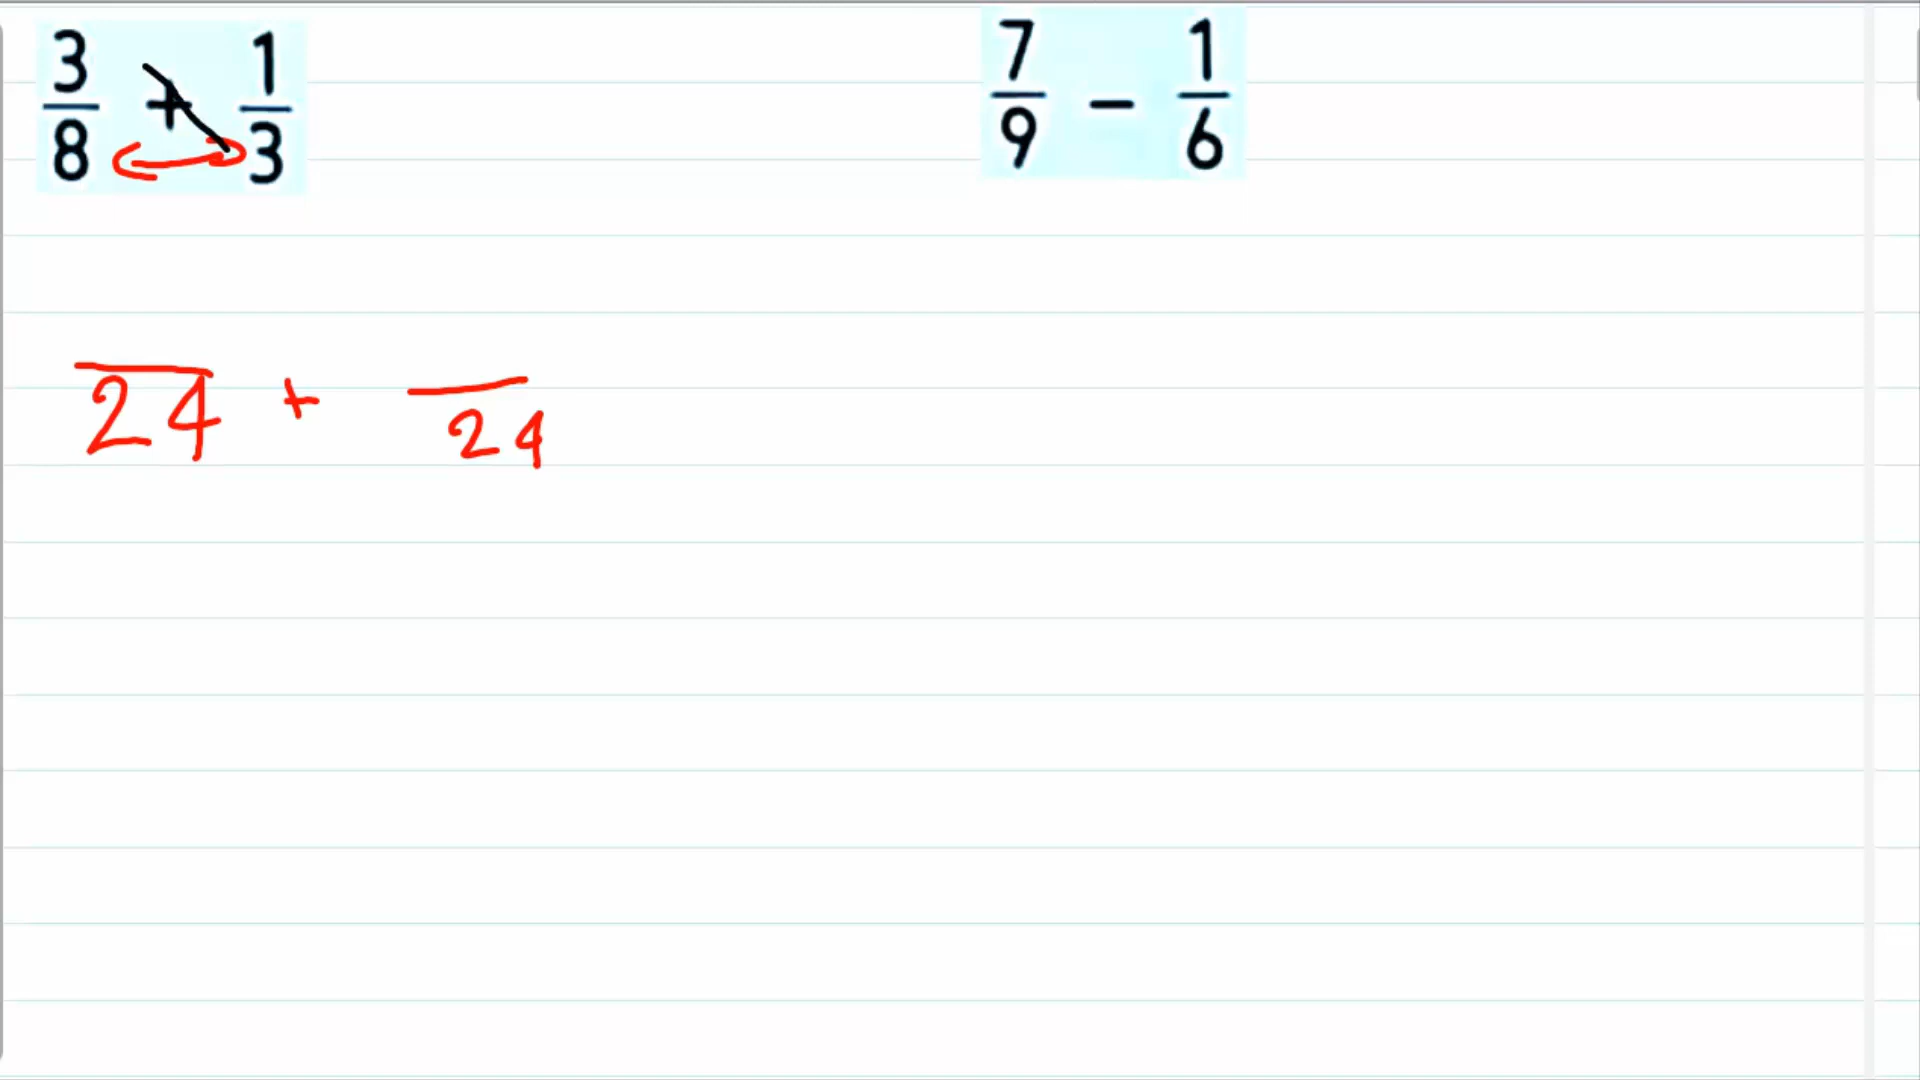 3/8 + 1/3
7/9 − 1/6
/24 + /24